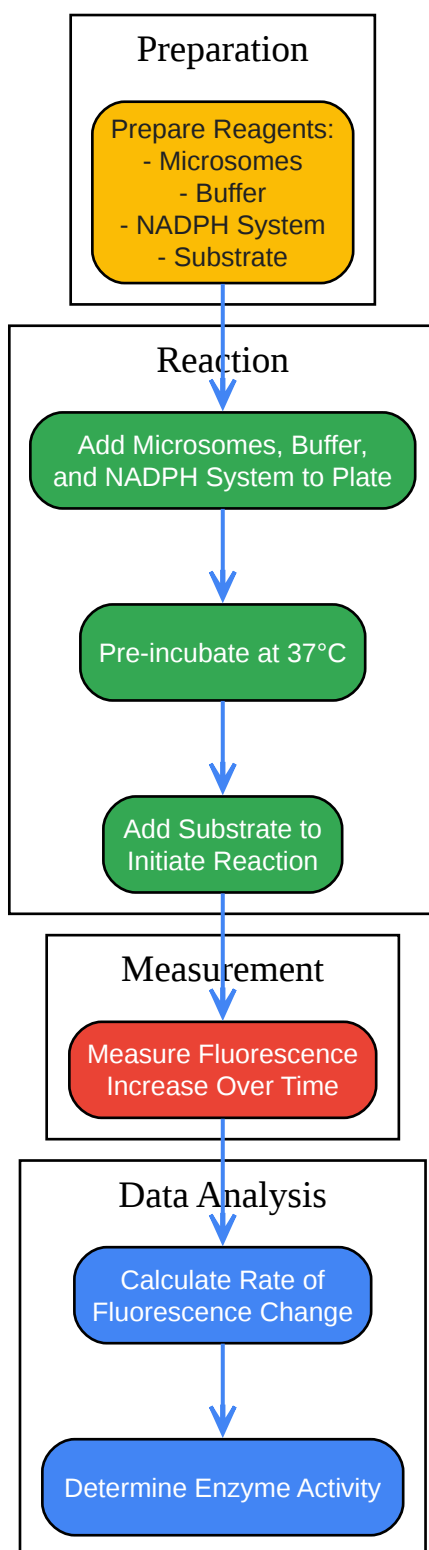 Preparation
Prepare Reagents:
- Microsomes
- Buffer
- NADPH System
- Substrate
Reaction
Add Microsomes, Buffer,
and NADPH System to Plate
Pre-incubate at 37°C
Add Substrate to
Initiate Reaction
Measurement
Measure Fluorescence
Increase Over Time
Data Analysis
Calculate Rate of
Fluorescence Change
Determine Enzyme Activity